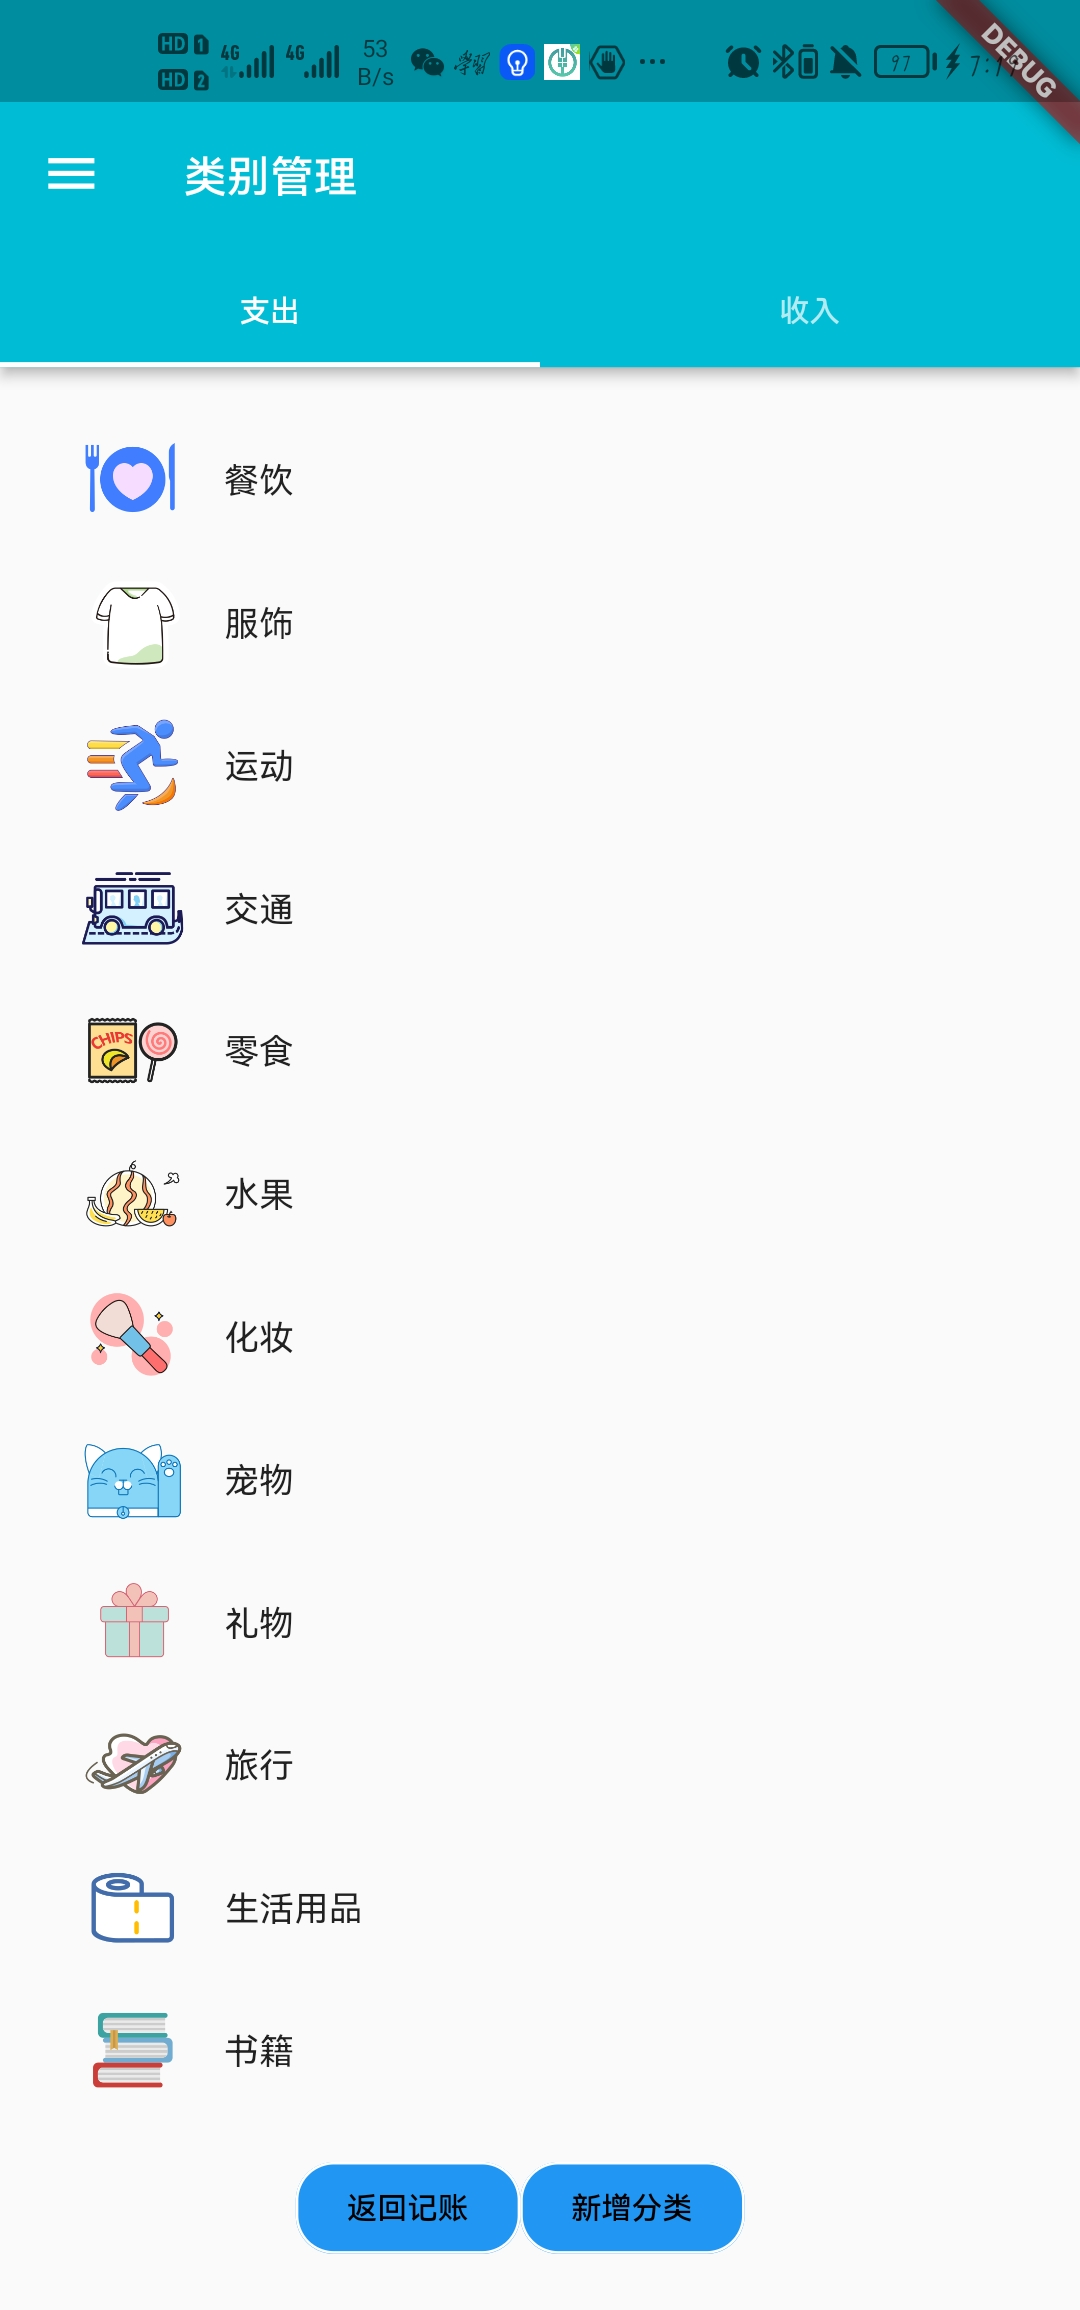 HD 1
HD 2
4G
4G
53
B/s
學習
97
DEBUG
类别管理
支出
收入
餐饮
服饰
运动
交通
CHIPS
零食
水果
化妆
宠物
礼物
旅行
生活用品
书籍
返回记账
新增分类